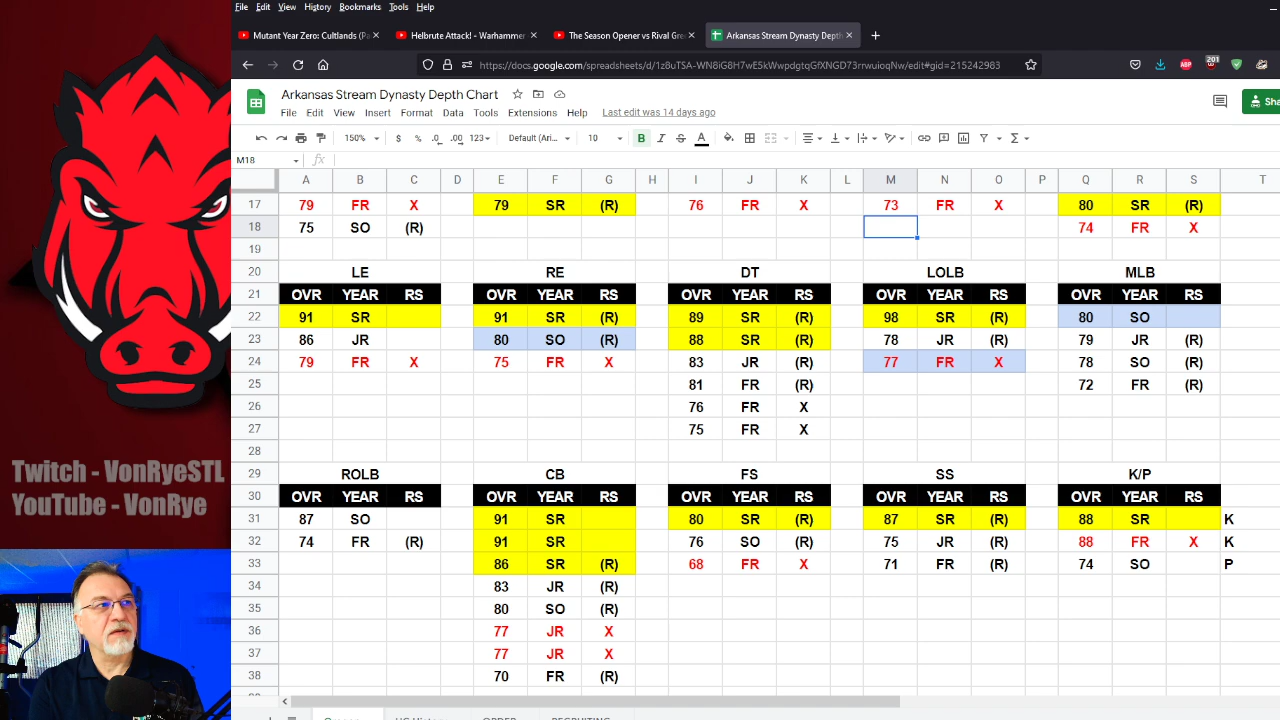 File Edit View History Bookmarks Tools Help
Mutant Year Zero: Cultlands (Pa × Helbrute Attack! - Warhammer × The Season Opener vs Rival Gre × Arkansas Stream Dynasty Depth × +
https://docs.google.com/spreadsheets/d/1z8uTSA-WN8iG8H7wE5kWwpdgtqGfXNGD73rrwuioqNw/edit#gid=215242983 201
Arkansas Stream Dynasty Depth Chart
File Edit View Insert Format Data Tools Extensions Help Last edit was 14 days ago Sha
150% $ % .0 .00 123 Default (Ari... 10 B I S A
M18 fx
A B C D E F G H I J K L M N O P Q R S T
17 79 FR X 79 SR (R) 76 FR X 73 FR X 80 SR (R)
18 75 SO (R) 74 FR X
19
20 LE RE DT LOLB MLB
21 OVR YEAR RS OVR YEAR RS OVR YEAR RS OVR YEAR RS OVR YEAR RS
22 91 SR 91 SR (R) 89 SR (R) 98 SR (R) 80 SO
23 86 JR 80 SO (R) 88 SR (R) 78 JR (R) 79 JR (R)
24 79 FR X 75 FR X 83 JR (R) 77 FR X 78 SO (R)
25 81 FR (R) 72 FR (R)
26 76 FR X
27 75 FR X
28
29 ROLB CB FS SS K/P
30 OVR YEAR RS OVR YEAR RS OVR YEAR RS OVR YEAR RS OVR YEAR RS
31 87 SO 91 SR 80 SR (R) 87 SR (R) 88 SR K
32 74 FR (R) 91 SR 76 SO (R) 75 JR (R) 88 FR X K
33 86 SR (R) 68 FR X 71 FR (R) 74 SO P
34 83 JR (R)
35 80 SO (R)
36 77 JR X
37 77 JR X
38 70 FR (R)
ORDER RECRUITING
Twitch - VonRyeSTL
YouTube - VonRye